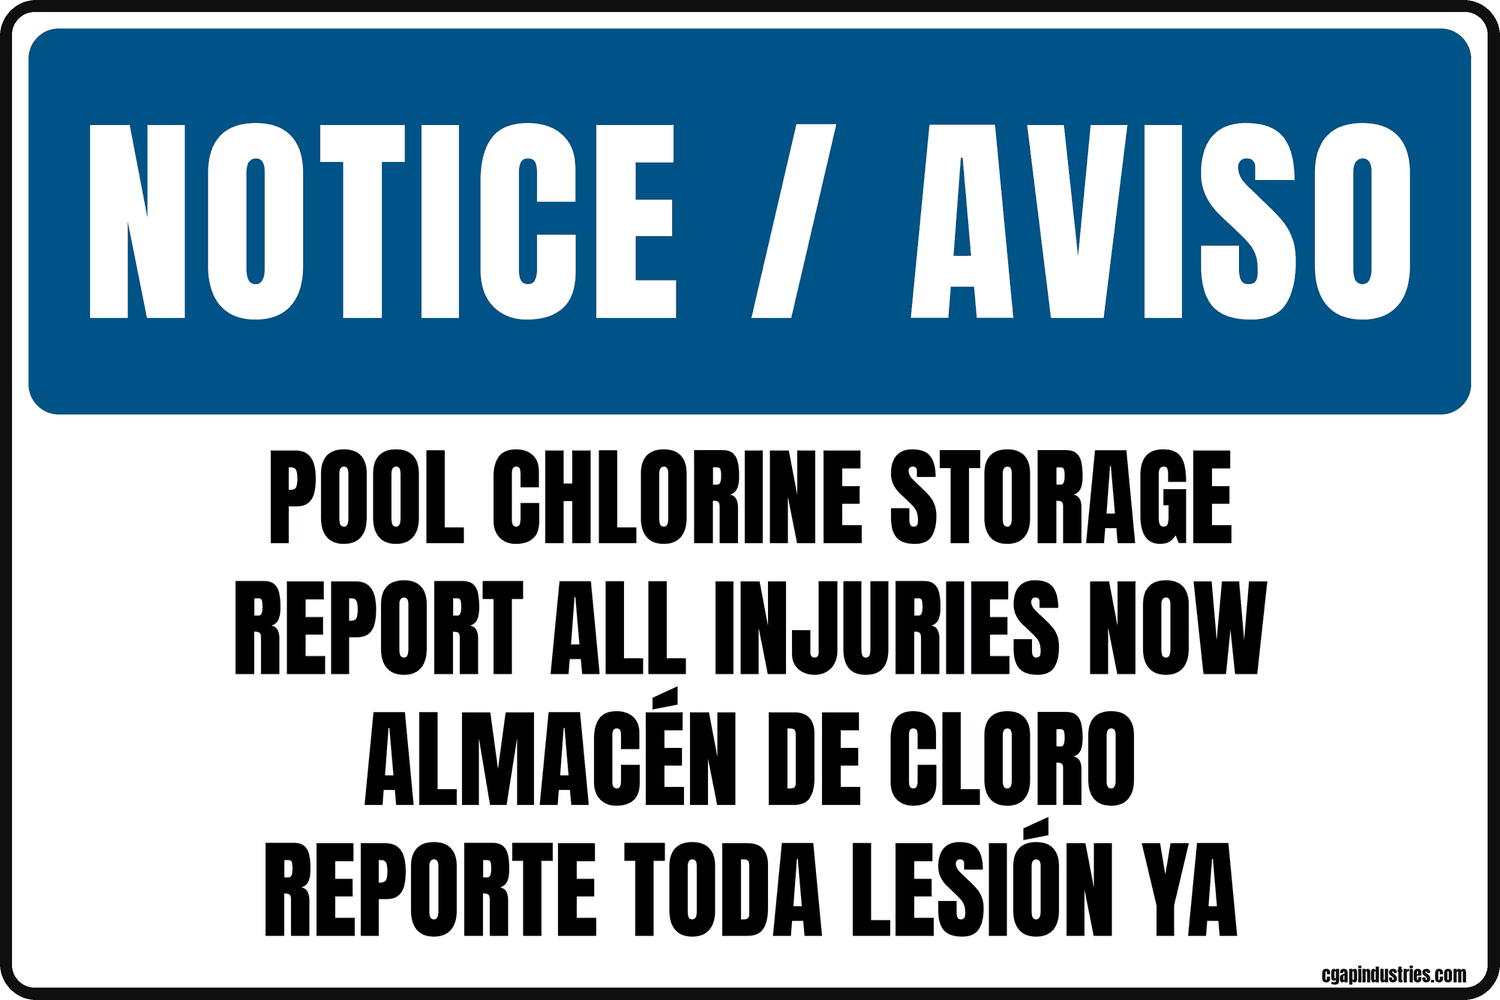 NOTICE / AVISO
POOL CHLORINE STORAGE
REPORT ALL INJURIES NOW
ALMACÉN DE CLORO
REPORTE TODA LESIÓN YA
cgapindustries.com